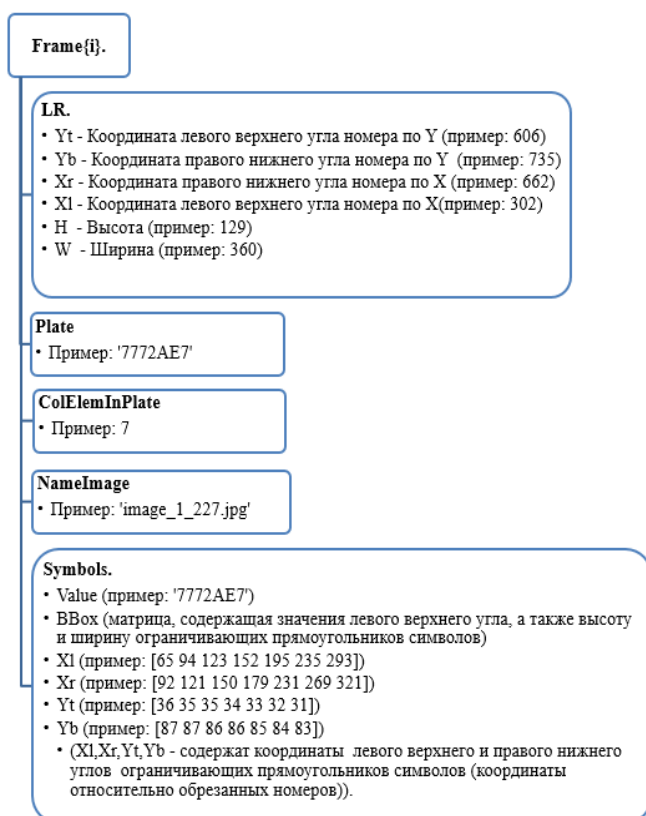 Frame{i}.
LR.
• Yt - Координата левого верхнего угла номера по Y (пример: 606)
• Yb - Координата правого нижнего угла номера по Y (пример: 735)
• Xr - Координата правого нижнего угла номера по X (пример: 662)
• Xl - Координата левого верхнего угла номера по X(пример: 302)
• H - Высота (пример: 129)
• W - Ширина (пример: 360)
Plate
• Пример: '7772AE7'
ColElemInPlate
• Пример: 7
NameImage
• Пример: 'image_1_227.jpg'
Symbols.
• Value (пример: '7772AE7')
• BBox (матрица, содержащая значения левого верхнего угла, а также высоту
и ширину ограничивающих прямоугольников символов)
• Xl (пример: [65 94 123 152 195 235 293])
• Xr (пример: [92 121 150 179 231 269 321])
• Yt (пример: [36 35 35 34 33 32 31])
• Yb (пример: [87 87 86 86 85 84 83])
• (Xl,Xr,Yt,Yb - содержат координаты левого верхнего и правого нижнего
углов ограничивающих прямоугольников символов (координаты
относительно обрезанных номеров)).